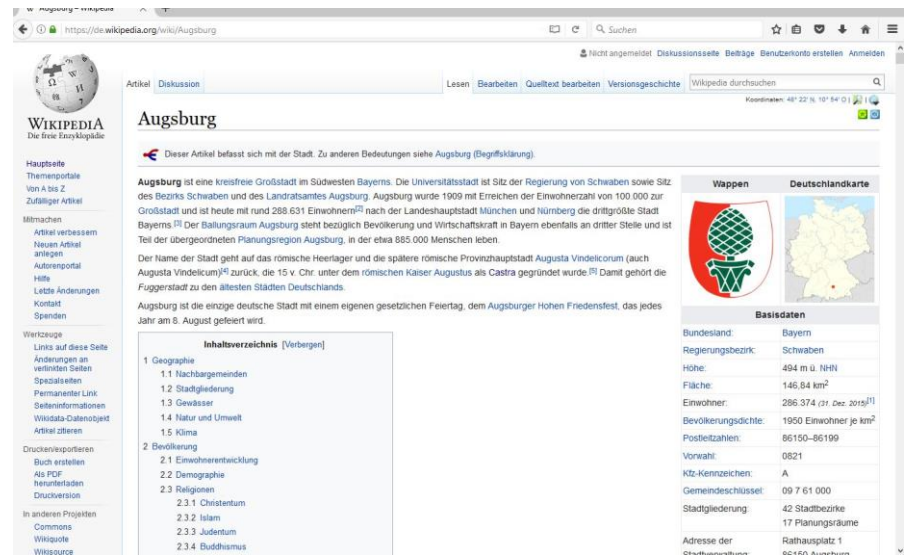 Augsburg – Wikipedia
https://de.wikipedia.org/wiki/Augsburg
Suchen
Nicht angemeldet Diskussionsseite Beiträge Benutzerkonto erstellen Anmelden
Artikel Diskussion
Lesen Bearbeiten Quelltext bearbeiten Versionsgeschichte
Wikipedia durchsuchen
Koordinaten: 48° 22′ N, 10° 54′ O
WIKIPEDIA
Die freie Enzyklopädie
Hauptseite
Themenportale
Von A bis Z
Zufälliger Artikel
Mitmachen
Artikel verbessern
Neuen Artikel
anlegen
Autorenportal
Hilfe
Letzte Änderungen
Kontakt
Spenden
Werkzeuge
Links auf diese Seite
Änderungen an
verlinkten Seiten
Spezialseiten
Permanenter Link
Seiteninformationen
Wikidata-Datenobjekt
Artikel zitieren
Drucken/exportieren
Buch erstellen
Als PDF
herunterladen
Druckversion
In anderen Projekten
Commons
Wikiquote
Wikisource
Augsburg
Dieser Artikel befasst sich mit der Stadt. Zu anderen Bedeutungen siehe Augsburg (Begriffsklärung).
Augsburg ist eine kreisfreie Großstadt im Südwesten Bayerns. Die Universitätsstadt ist Sitz der Regierung von Schwaben sowie Sitz
des Bezirks Schwaben und des Landratsamtes Augsburg. Augsburg wurde 1909 mit Erreichen der Einwohnerzahl von 100.000 zur
Großstadt und ist heute mit rund 288.631 Einwohnern[2] nach der Landeshauptstadt München und Nürnberg die drittgrößte Stadt
Bayerns.[3] Der Ballungsraum Augsburg steht bezüglich Bevölkerung und Wirtschaftskraft in Bayern ebenfalls an dritter Stelle und ist
Teil der übergeordneten Planungsregion Augsburg, in der etwa 885.000 Menschen leben.
Der Name der Stadt geht auf das römische Heerlager und die spätere römische Provinzhauptstadt Augusta Vindelicorum (auch
Augusta Vindelicum)[4] zurück, die 15 v. Chr. unter dem römischen Kaiser Augustus als Castra gegründet wurde.[5] Damit gehört die
Fuggerstadt zu den ältesten Städten Deutschlands.
Augsburg ist die einzige deutsche Stadt mit einem eigenen gesetzlichen Feiertag, dem Augsburger Hohen Friedensfest, das jedes
Jahr am 8. August gefeiert wird.
Inhaltsverzeichnis [Verbergen]
1 Geographie
1.1 Nachbargemeinden
1.2 Stadtgliederung
1.3 Gewässer
1.4 Natur und Umwelt
1.5 Klima
2 Bevölkerung
2.1 Einwohnerentwicklung
2.2 Demographie
2.3 Religionen
2.3.1 Christentum
2.3.2 Islam
2.3.3 Judentum
2.3.4 Buddhismus
Wappen Deutschlandkarte
Basisdaten
Bundesland: Bayern
Regierungsbezirk: Schwaben
Höhe: 494 m ü. NHN
Fläche: 146,84 km²
Einwohner: 286.374 (31. Dez. 2015)[1]
Bevölkerungsdichte: 1950 Einwohner je km²
Postleitzahlen: 86150–86199
Vorwahl: 0821
Kfz-Kennzeichen: A
Gemeindeschlüssel: 09 7 61 000
Stadtgliederung: 42 Stadtbezirke
17 Planungsräume
Adresse der Rathausplatz 1
Stadtverwaltung: 86150 Augsburg